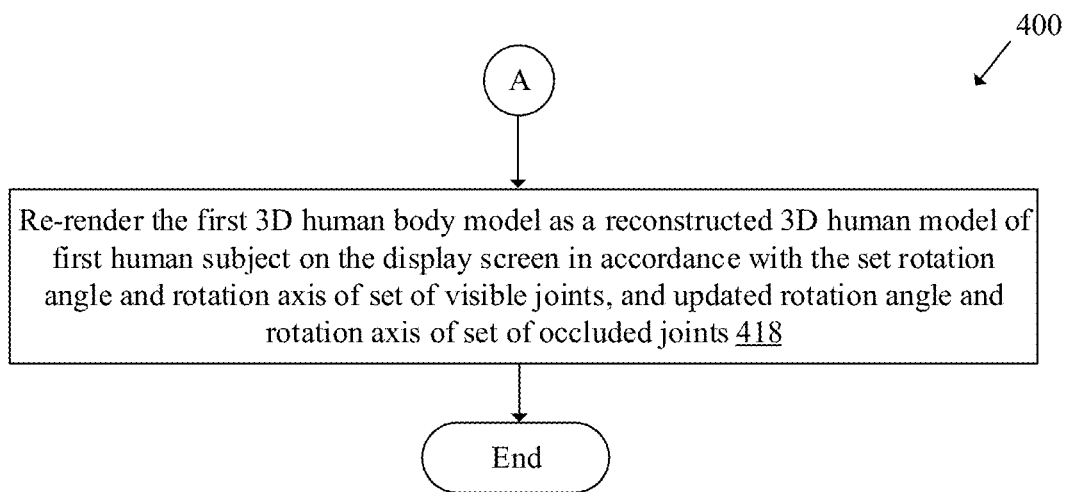 400
A
Re-render the first 3D human body model as a reconstructed 3D human model of
first human subject on the display screen in accordance with the set rotation
angle and rotation axis of set of visible joints, and updated rotation angle and
rotation axis of set of occluded joints 418
End